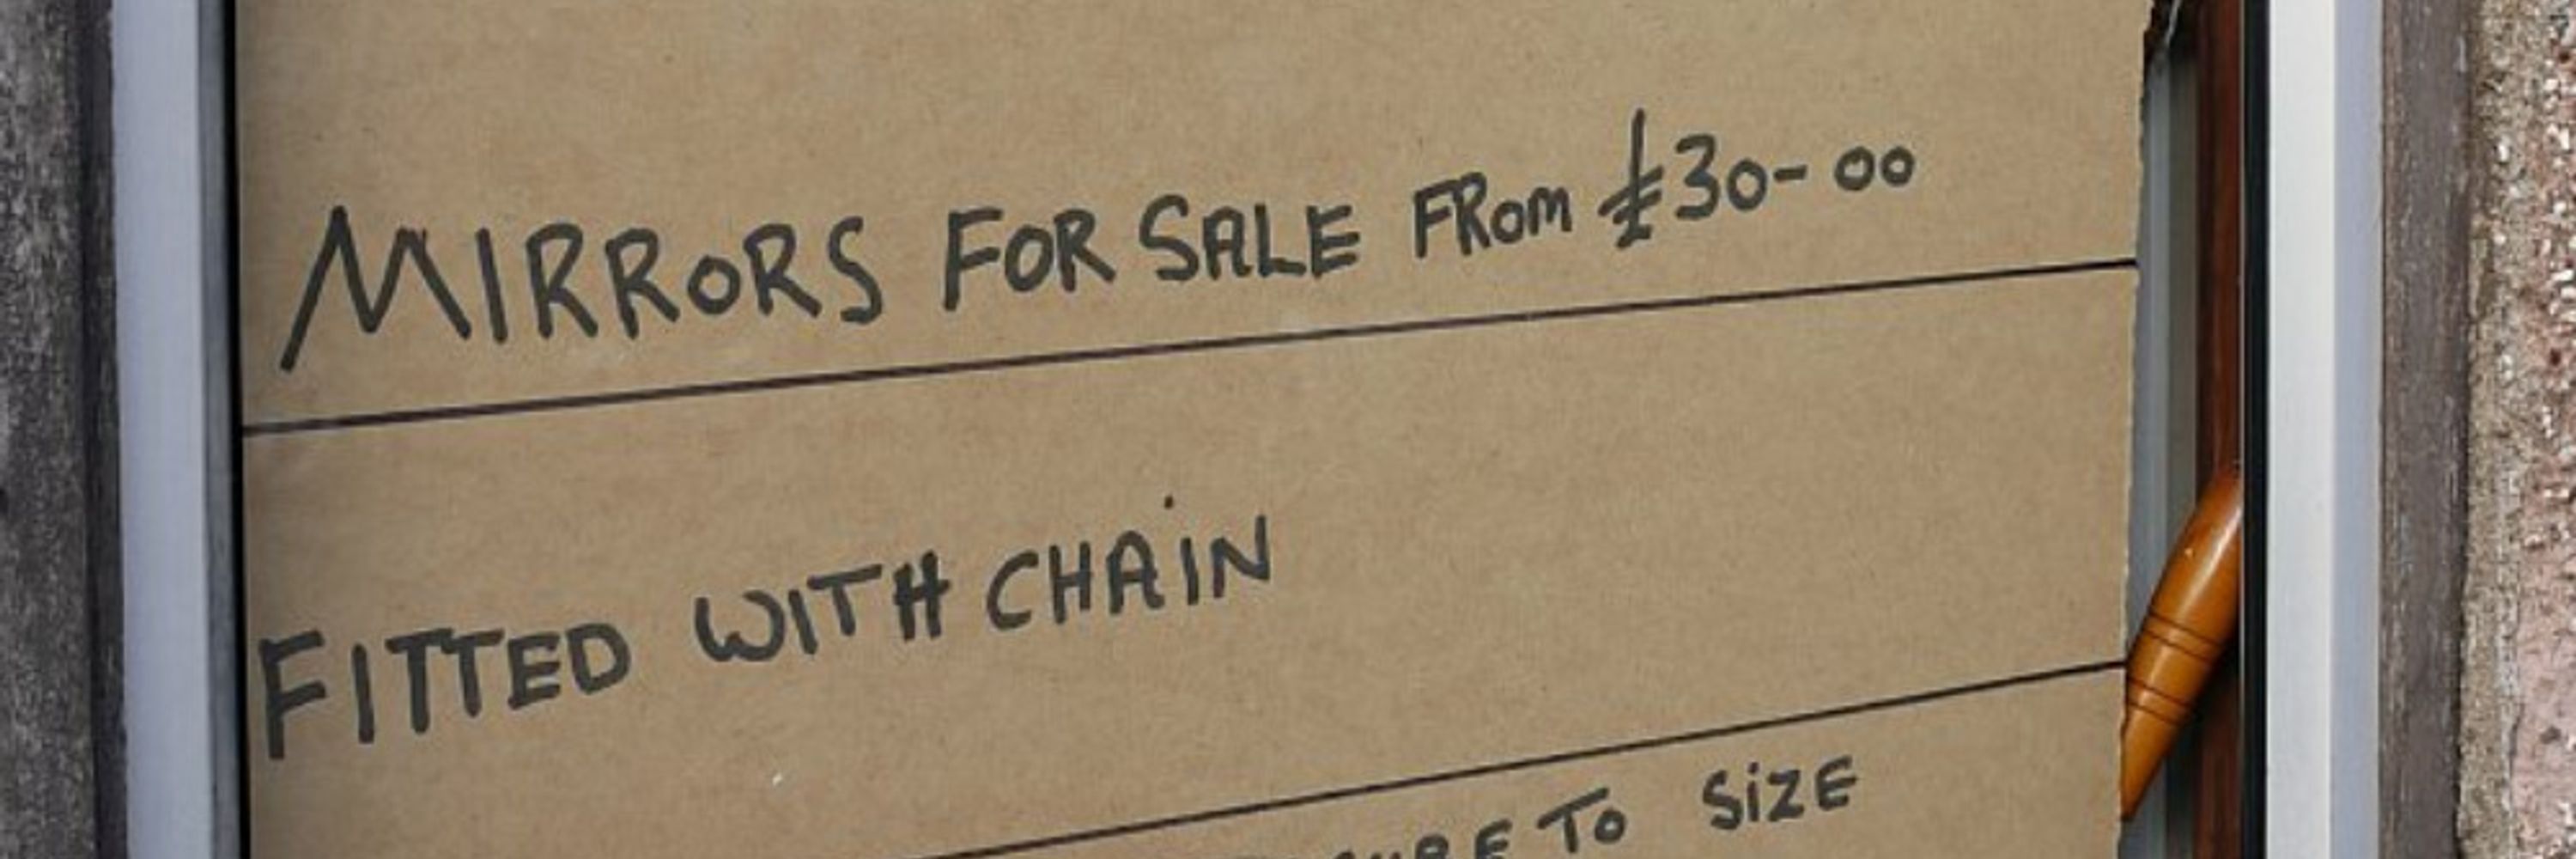 MIRRORS FOR SALE FROM £30-00
FITTED WITH CHAIN
TO SIZE